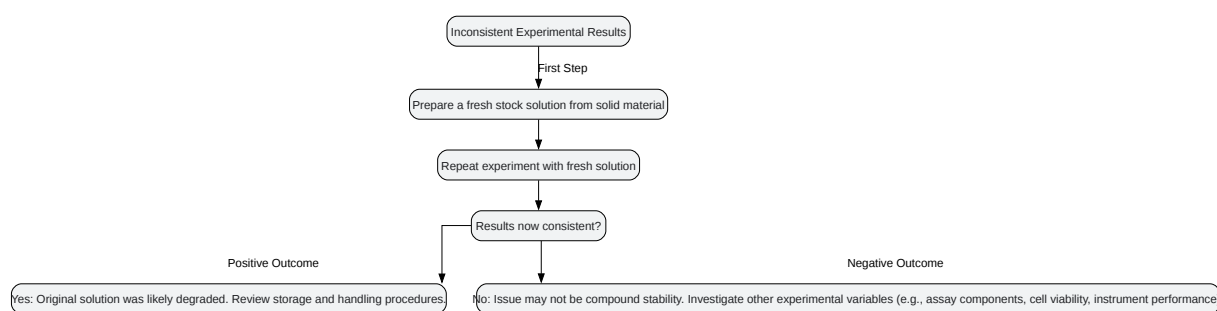 Inconsistent Experimental Results
First Step
Prepare a fresh stock solution from solid material
Repeat experiment with fresh solution
Results now consistent?
Positive Outcome
Negative Outcome
Yes: Original solution was likely degraded. Review storage and handling procedures.
No: Issue may not be compound stability. Investigate other experimental variables (e.g., assay components, cell viability, instrument performance